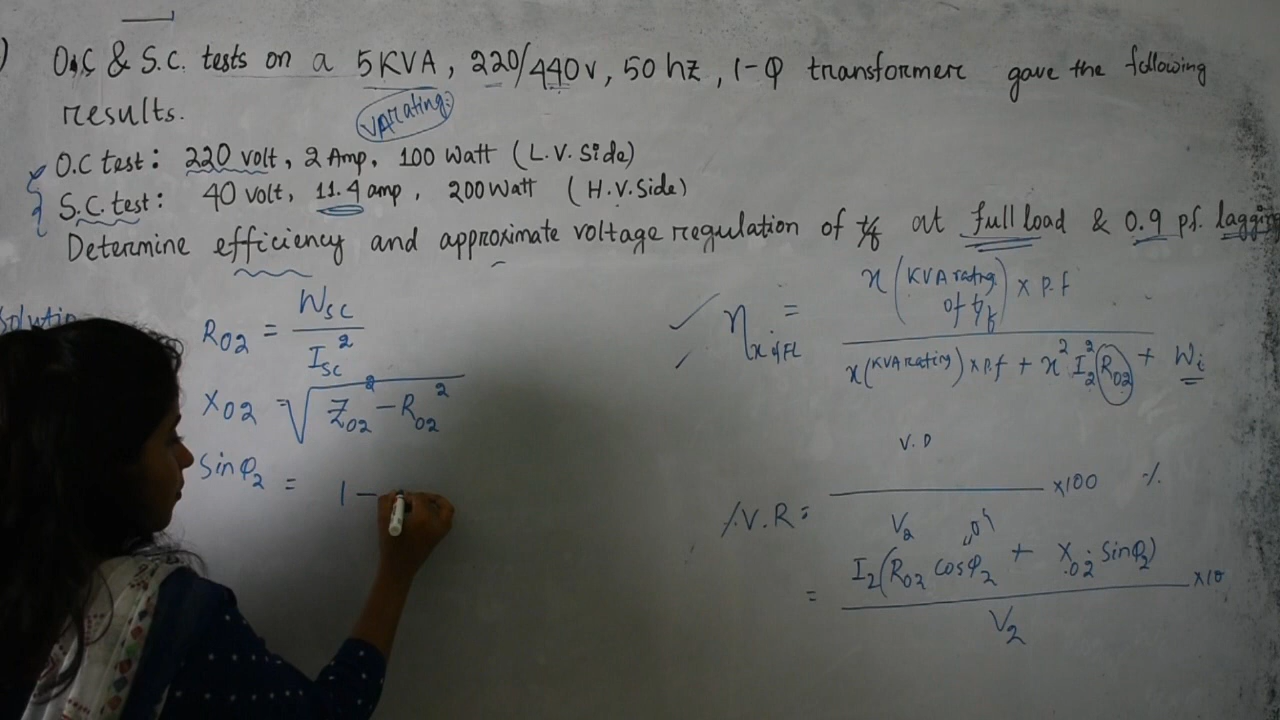 ) O.C & S.C. tests on a 5KVA, 220/440v, 50 hz, 1-φ transformer gave the following
results.
VA rating
O.C test: 220 volt, 2 Amp, 100 Watt (L.V. Side)
S.C. test: 40 volt, 11.4 amp, 200 Watt (H.V. Side)
Determine efficiency and approximate voltage regulation of t/f at full load & 0.9 pf. lagging
Solution
R02 = Wsc / Isc²
X02 = √(Z02² - R02²)
Sinφ2 = 1 -
η x of FL = x (KVA rating of t/f) × P.f / x (KVA rating) × P.f + x² I2² R02 + Wi
%V.R = V.D / V2 ×100 %
= I2(R02 cosφ2 + X02 sinφ2) / V2 ×10